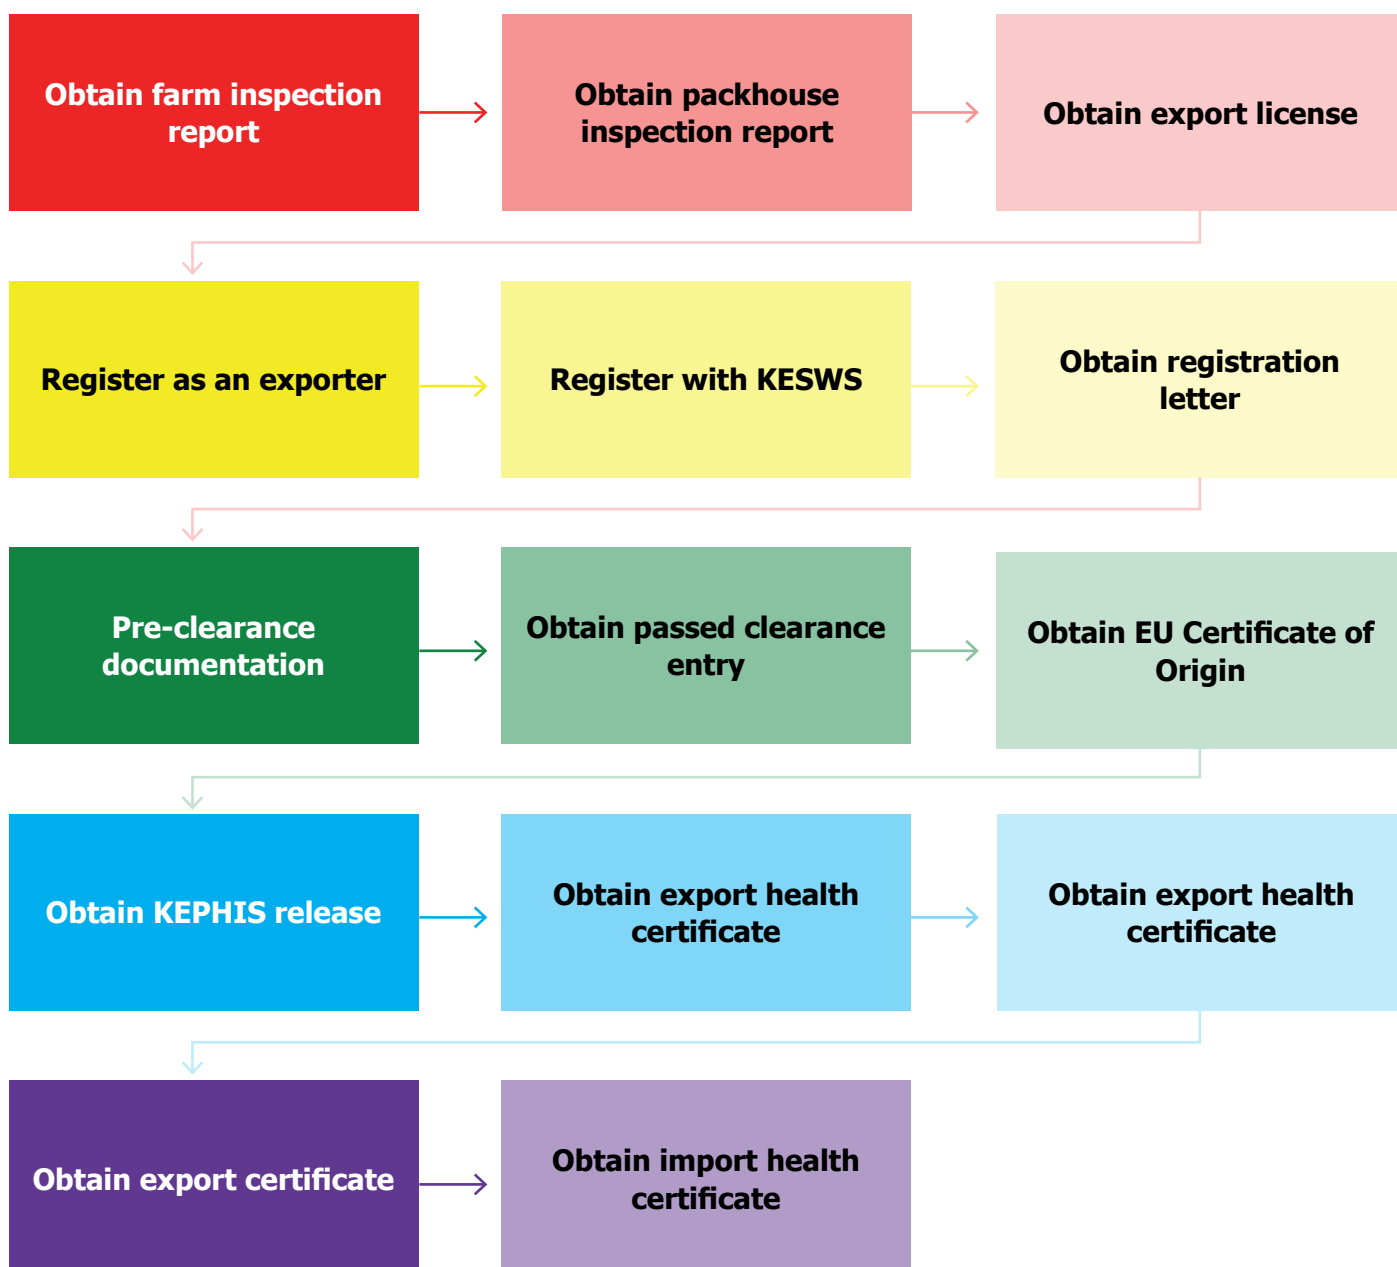 Obtain farm inspection
report
Obtain packhouse
inspection report
Obtain export license
Register as an exporter
Register with KESWS
Obtain registration
letter
Pre-clearance
documentation
Obtain passed clearance
entry
Obtain EU Certificate of
Origin
Obtain KEPHIS release
Obtain export health
certificate
Obtain export health
certificate
Obtain export certificate
Obtain import health
certificate